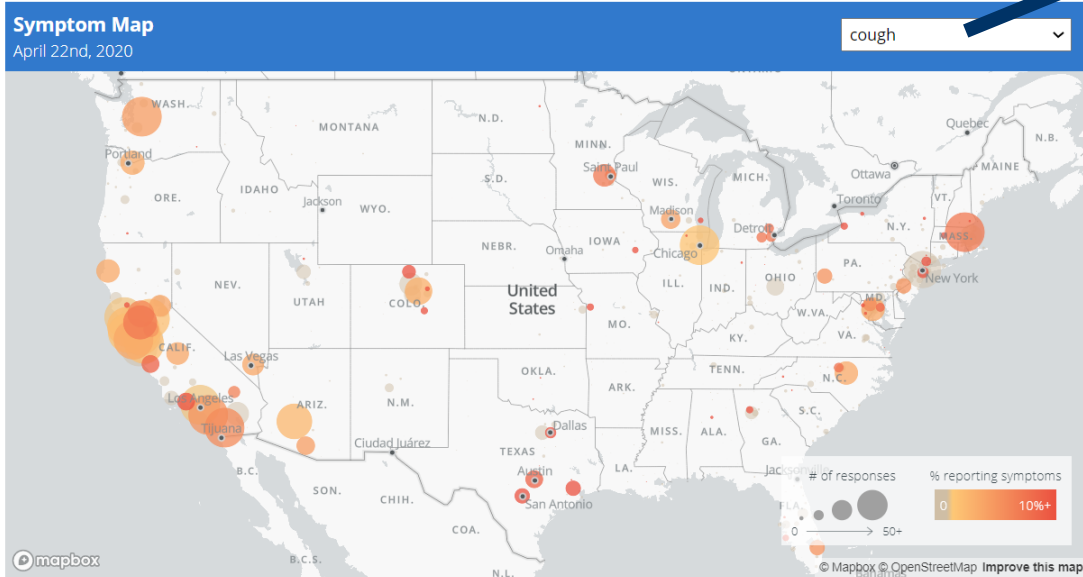 Symptom Map
April 22nd, 2020
cough
WASH.
MONTANA
N.D.
MINN.
Quebec
N.B.
Portland
Saint Paul
Ottawa
MAINE
ORE.
IDAHO
Jackson
WYO.
S.D.
WIS.
MICH.
Toronto
VT.
Madison
Detroit
N.Y.
MASS.
NEBR.
Omaha
IOWA
Chicago
PA.
New York
NEV.
UTAH
COLO.
United
States
ILL.
IND.
OHIO
MD.
W.VA.
MO.
CALIF.
KY.
VA.
Las Vegas
OKLA.
TENN.
N.C.
Los Angeles
ARIZ.
N.M.
ARK.
S.C.
Tijuana
Ciudad Juárez
Dallas
MISS.
ALA.
GA.
TEXAS
B.C.
Austin
LA.
Jacksonville
SON.
CHIH.
San Antonio
FLA.
COA.
B.C.S.
N.L.
Bahamas
# of responses
0
50+
% reporting symptoms
0
10%+
mapbox
© Mapbox © OpenStreetMap Improve this map